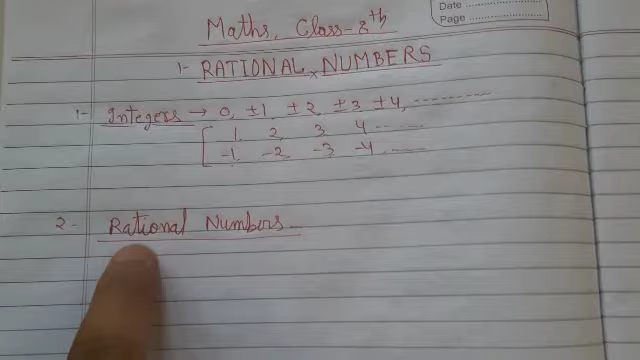 Date ..................
Page ..................
Maths, Class-8th
1- RATIONAL NUMBERS
1- Integers → 0, ±1, ±2, ±3, ±4, ----------
1, 2, 3, 4 ------
-1, -2, -3, -4, ------
2- Rational Numbers-